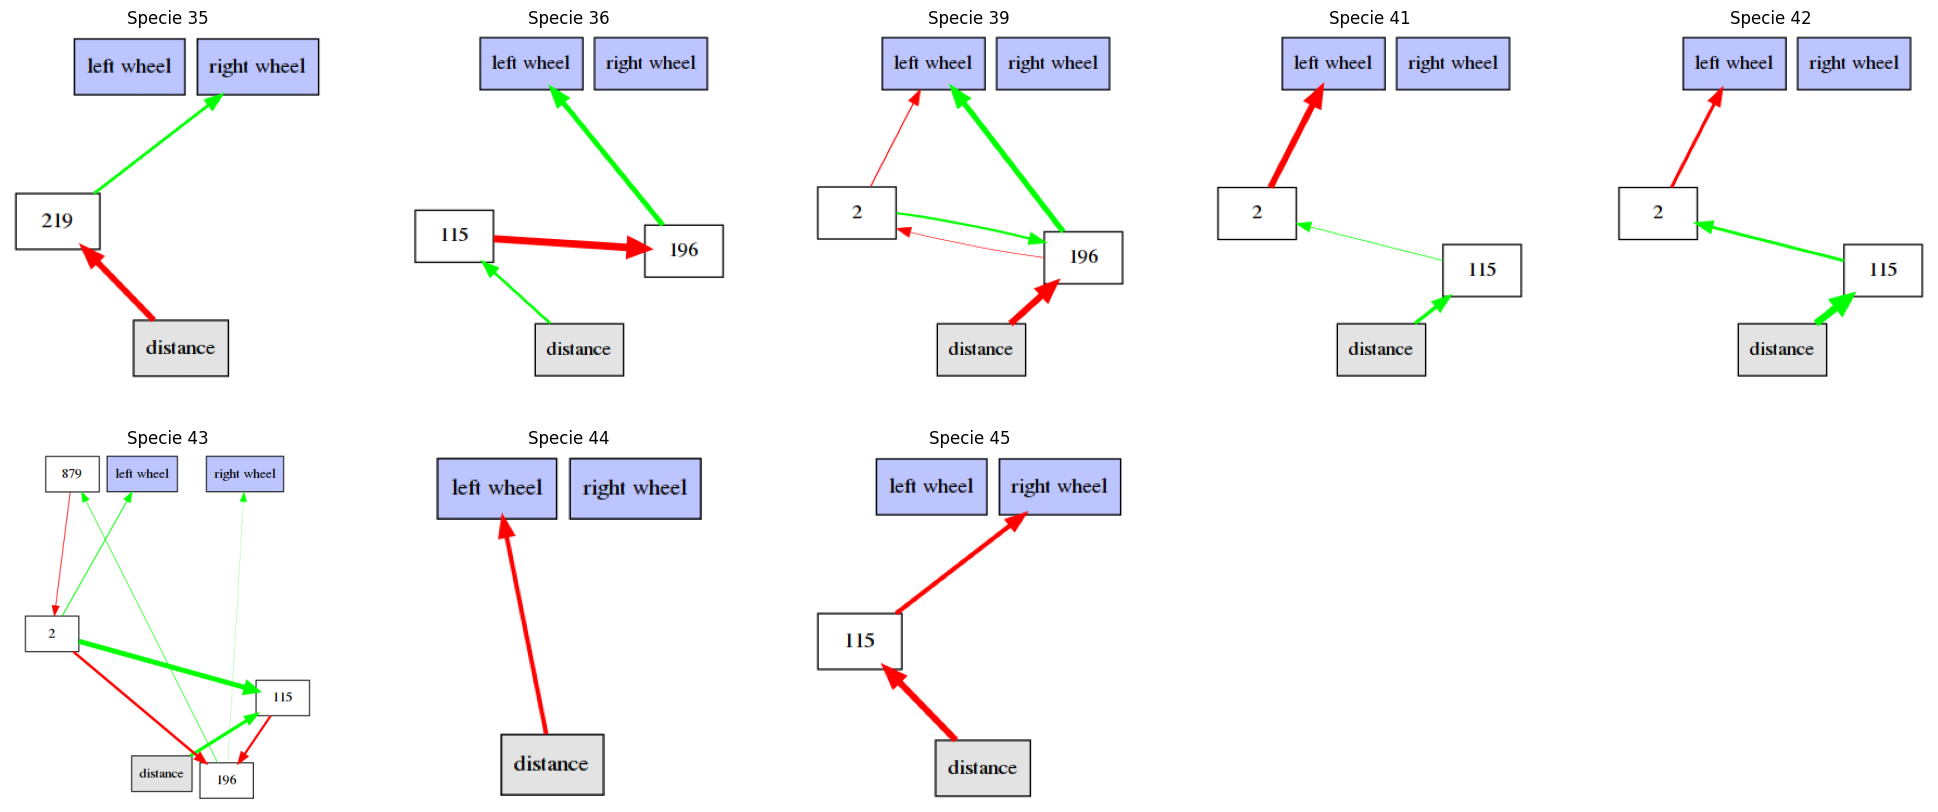 Specie 35
left wheel right wheel
219
distance
Specie 36
left wheel right wheel
115
196
distance
Specie 39
left wheel right wheel
2
196
distance
Specie 41
left wheel right wheel
2
115
distance
Specie 42
left wheel right wheel
2
115
distance
Specie 43
879 left wheel right wheel
2
115
distance
196
Specie 44
left wheel right wheel
distance
Specie 45
left wheel right wheel
115
distance